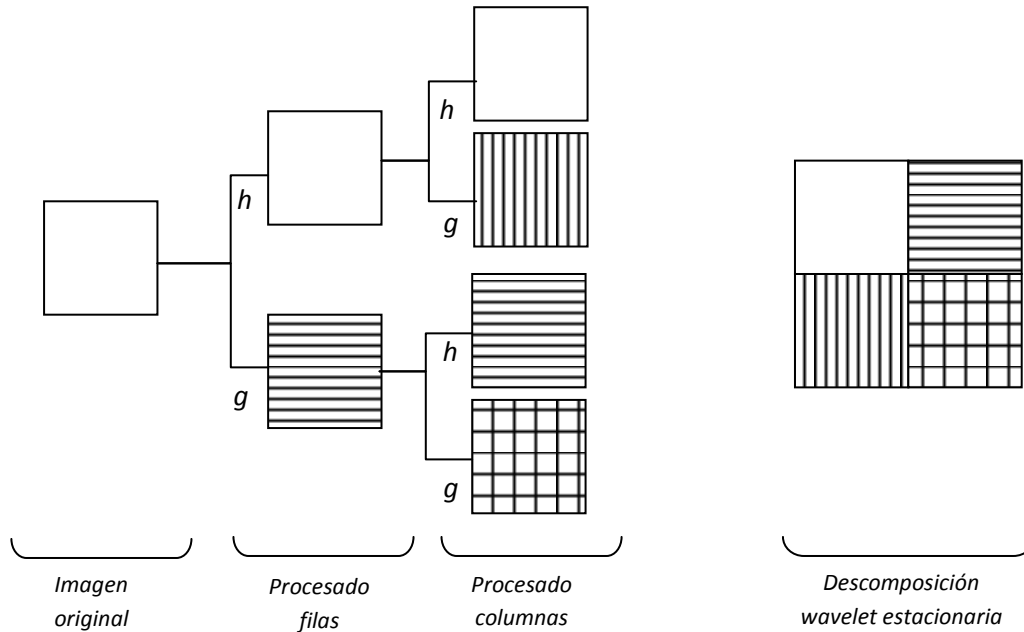 h
g
h
g
h
g
Imagen
original
Procesado
filas
Procesado
columnas
Descomposición
wavelet estacionaria